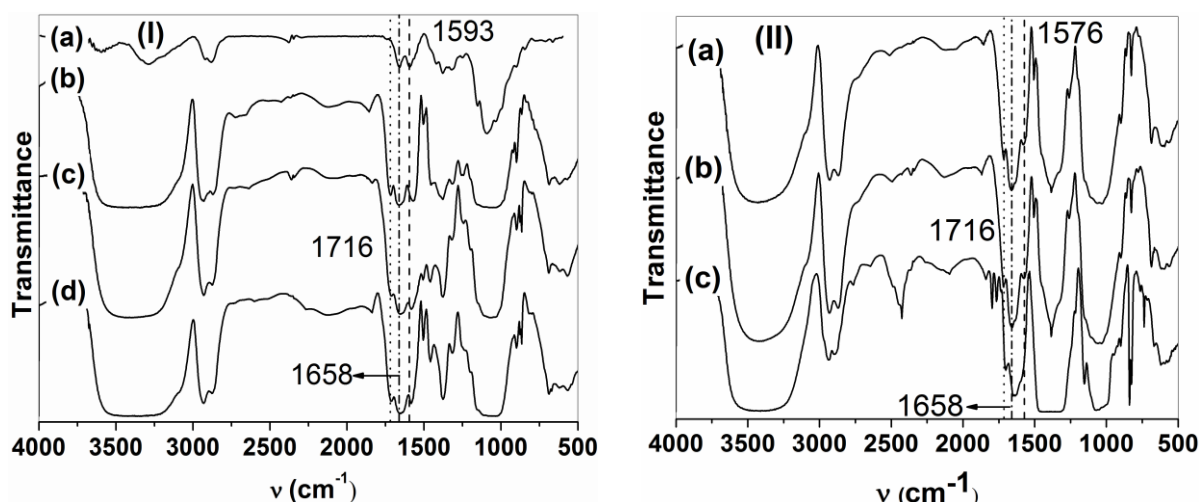 (I)
(a)
1593
(b)
(c)
1716
(d)
1658
Transmittance
4000 3500 3000 2500 2000 1500 1000 500
ν (cm⁻¹)
(II)
(a)
1576
(b)
1716
(c)
1658
Transmittance
4000 3500 3000 2500 2000 1500 1000 500
ν (cm⁻¹)